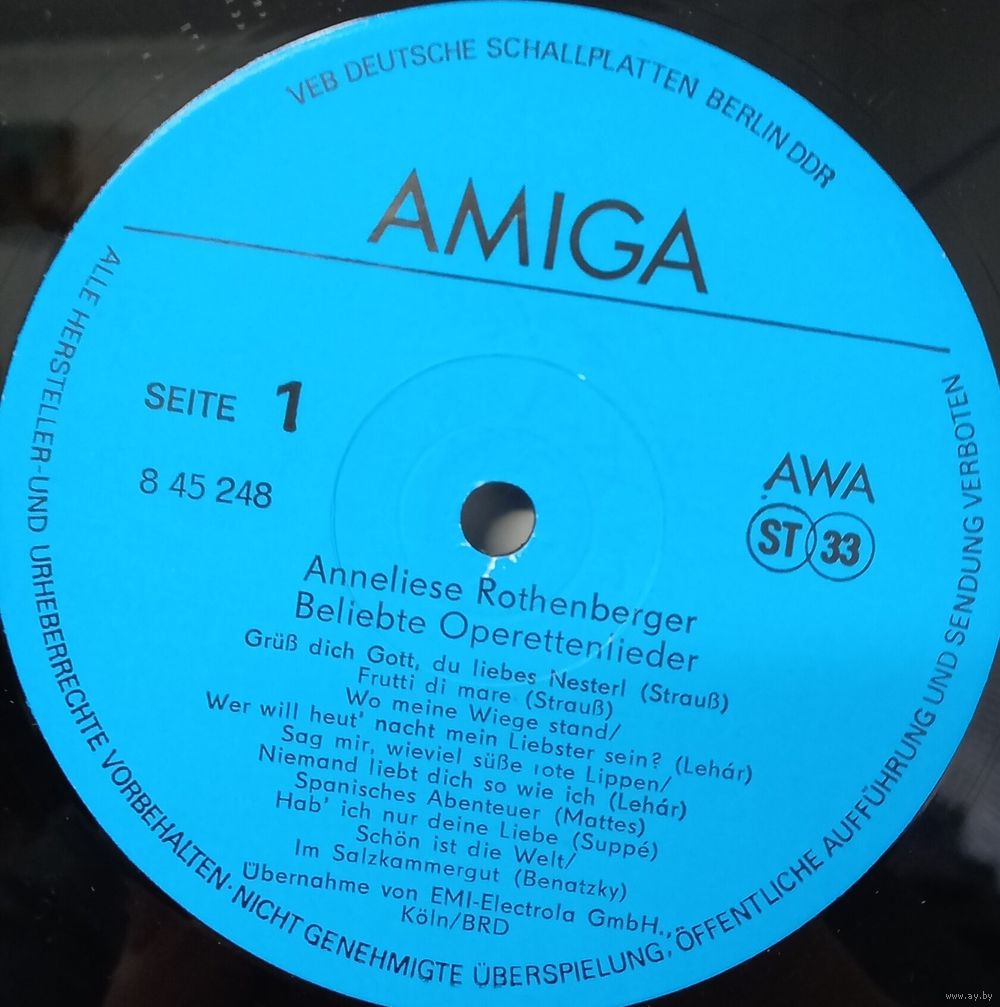 VEB DEUTSCHE SCHALLPLATTEN BERLIN DDR
AMIGA
SEITE 1
8 45 248
AWA
ST 33
Anneliese Rothenberger
Beliebte Operettenlieder
Grüß dich Gott, du liebes Nesterl (Strauß)
Frutti di mare (Strauß)
Wo meine Wiege stand/
Wer will heut' nacht mein Liebster sein? (Lehár)
Sag mir, wieviel süße rote Lippen/
Niemand liebt dich so wie ich (Lehár)
Spanisches Abenteuer (Mattes)
Hab' ich nur deine Liebe (Suppé)
Schön ist die Welt/
Im Salzkammergut (Benatzky)
Übernahme von EMI-Electrola GmbH.,
Köln/BRD
ALLE HERSTELLER-UND URHEBERRECHTE VORBEHALTEN·NICHT GENEHMIGTE ÜBERSPIELUNG, ÖFFENTLICHE AUFFÜHRUNG UND SENDUNG VERBOTEN
www.ay.by